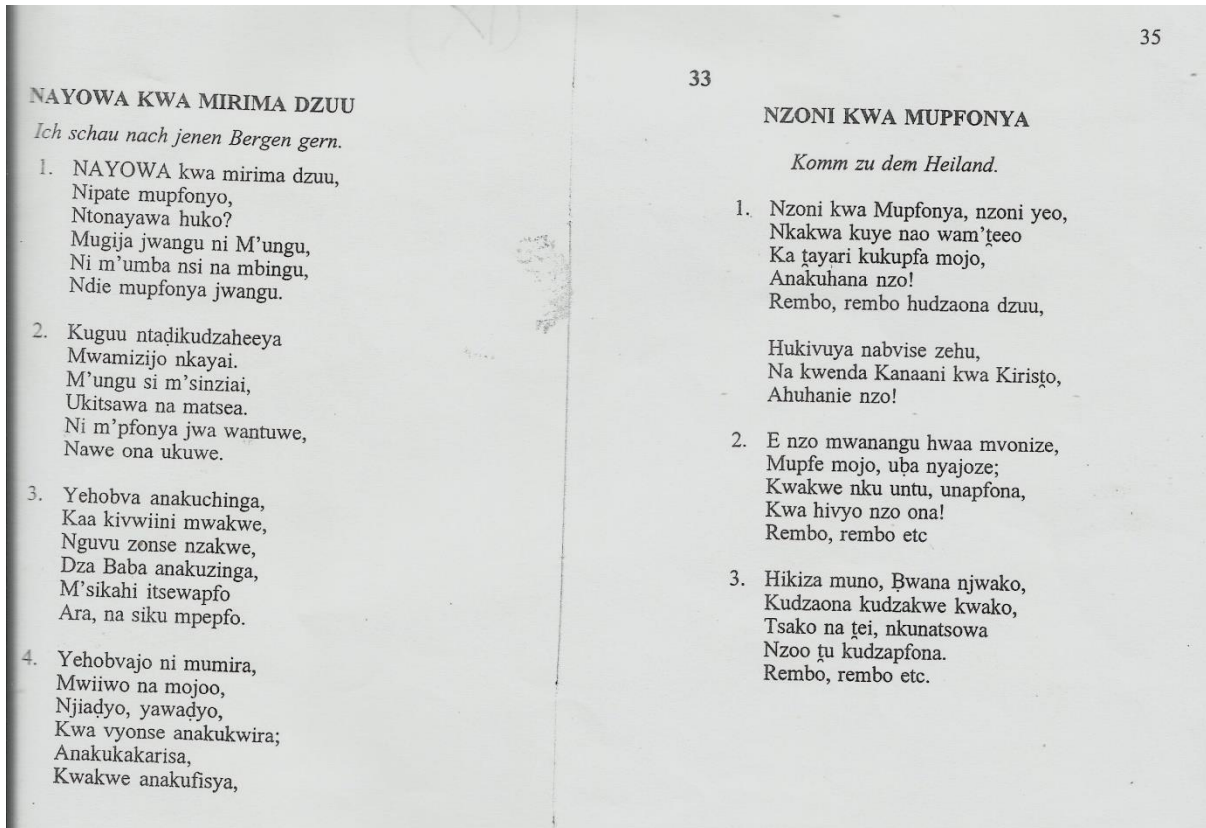 NAYOWA KWA MIRIMA DZUU
Ich schau nach jenen Bergen gern.
1. NAYOWA kwa mirima dzuu,
Nipate mupfonyo,
Ntonayawa huko?
Mugija jwangu ni M'ungu,
Ni m'umba nsi na mbingu,
Ndie mupfonya jwangu.
2. Kuguu ntaḍikudzaheeya
Mwamizijo nkayai.
M'ungu si m'sinziai,
Ukitsawa na matsea.
Ni m'pfonya jwa wantuwe,
Nawe ona ukuwe.
3. Yehobva anakuchinga,
Kaa kivwiini mwakwe,
Nguvu zonse nzakwe,
Dza Baba anakuzinga,
M'sikahi itsewapfo
Ara, na siku mpepfo.
4. Yehobvajo ni mumira,
Mwiiwo na mojoo,
Njiaḍyo, yawaḍyo,
Kwa vyonse anakukwira;
Anakukakarisa,
Kwakwe anakufisya,
35
33
NZONI KWA MUPFONYA
Komm zu dem Heiland.
1. Nzoni kwa Mupfonya, nzoni yeo,
Nkakwa kuye nao wam'ṱeeo
Ka ṱayari kukupfa mojo,
Anakuhana nzo!
Rembo, rembo hudzaona dzuu,
Hukivuya nabvise zehu,
Na kwenda Kanaani kwa Kirisṱo,
Ahuhanie nzo!
2. E nzo mwanangu hwaa mvonize,
Mupfe mojo, uḅa nyajoze;
Kwakwe nku untu, unapfona,
Kwa hivyo nzo ona!
Rembo, rembo etc
3. Hikiza muno, Ḅwana njwako,
Kudzaona kudzakwe kwako,
Tsako na ṱei, nkunatsowa
Nzoo ṱu kudzapfona.
Rembo, rembo etc.